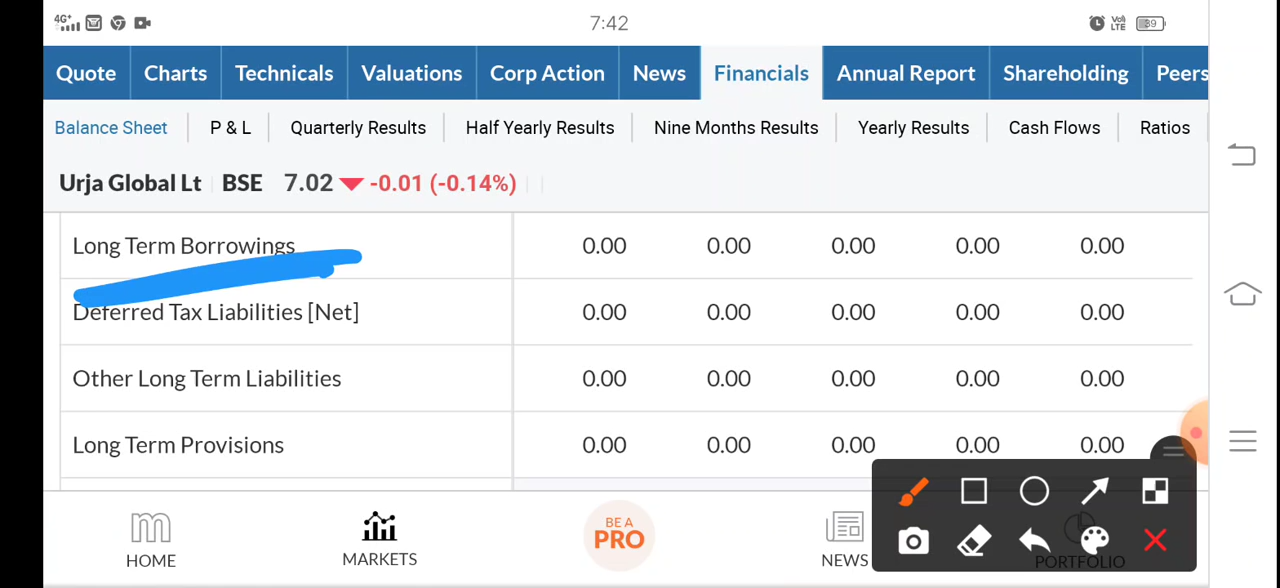 4G+ 7:42 VoI LTE 39
Quote Charts Technicals Valuations Corp Action News Financials Annual Report Shareholding Peers
Balance Sheet P & L Quarterly Results Half Yearly Results Nine Months Results Yearly Results Cash Flows Ratios
Urja Global Lt BSE 7.02 -0.01 (-0.14%)
Long Term Borrowings 0.00 0.00 0.00 0.00 0.00
Deferred Tax Liabilities [Net] 0.00 0.00 0.00 0.00 0.00
Other Long Term Liabilities 0.00 0.00 0.00 0.00 0.00
Long Term Provisions 0.00 0.00 0.00 0.00 0.00
m
HOME MARKETS BE A PRO NEWS PORTFOLIO